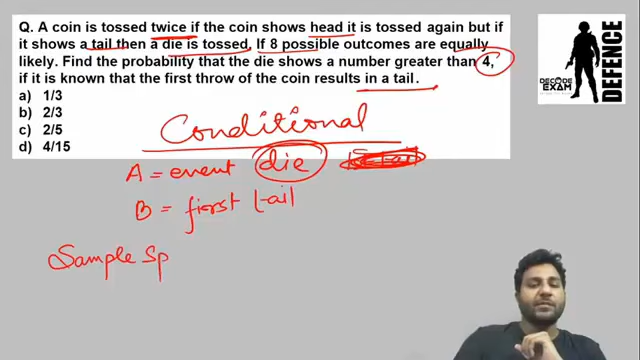 Q. A coin is tossed twice if the coin shows head it is tossed again but if
it shows a tail then a die is tossed. If 8 possible outcomes are equally
likely. Find the probability that the die shows a number greater than 4,
if it is known that the first throw of the coin results in a tail.
a) 1/3
b) 2/3
c) 2/5
d) 4/15
DECODE
EXAM
DEFENCE
Conditional
A = event die
B = first tail
Sample Sp